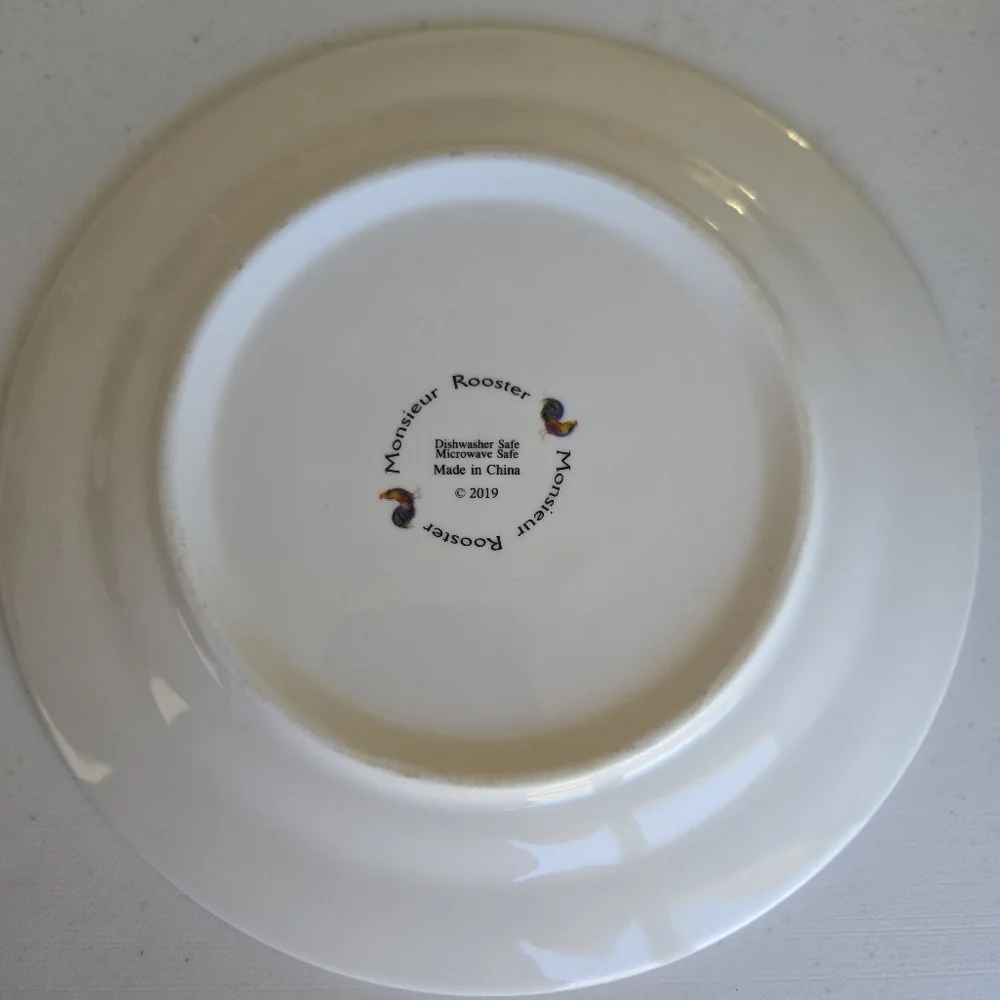 Monsieur Rooster
Dishwasher Safe
Microwave Safe
Made in China
© 2019
Monsieur Rooster